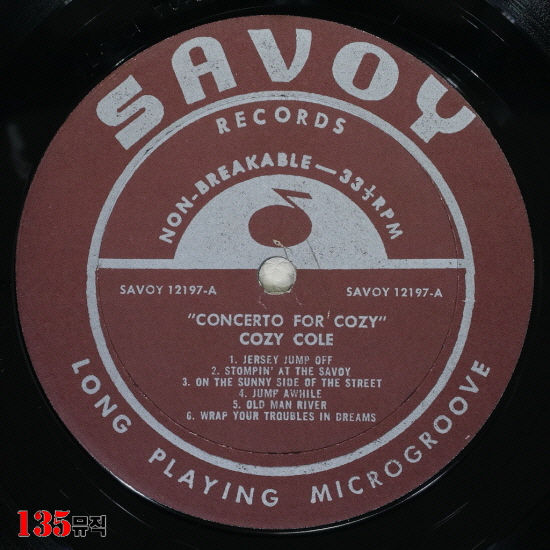 SAVOY
RECORDS
NON-BREAKABLE—33⅓RPM
SAVOY 12197-A SAVOY 12197-A
"CONCERTO FOR COZY"
COZY COLE
1. JERSEY JUMP OFF
2. STOMPIN' AT THE SAVOY
3. ON THE SUNNY SIDE OF THE STREET
4. JUMP AWHILE
5. OLD MAN RIVER
6. WRAP YOUR TROUBLES IN DREAMS
LONG PLAYING MICROGROOVE
135뮤직